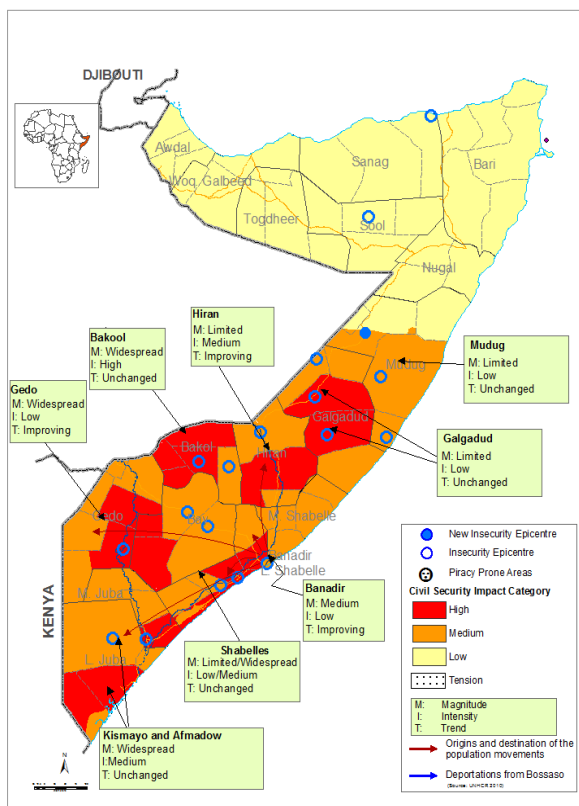 DJIBOUTI
Awdal
Woq. Galbeed
Togdheer
Sanag
Sool
Bari
Nugal
Hiran
M: Limited
I: Medium
T: Improving
Bakool
M: Widespread
I: High
T: Unchanged
Gedo
M: Widespread
I: Low
T: Improving
Mudug
M: Limited
I: Low
T: Unchanged
Mudug
Galgadud
Galgadud
M: Limited
I: Low
T: Unchanged
Bakol
Hiran
Gedo
Bay
M. Shabelle
Banadir
L. Shabelle
M. Juba
L. Juba
KENYA
Banadir
M: Medium
I: Low
T: Improving
Shabelles
M: Limited/Widespread
I: Low/Medium
T: Unchanged
Kismayo and Afmadow
M: Widespread
I:Medium
T: Unchanged
N
New Insecurity Epicentre
Insecurity Epicentre
Piracy Prone Areas
Civil Security Impact Category
High
Medium
Low
Tension
M: Magnitude
I: Intensity
T: Trend
Origins and destination of the
population movements
Deportations from Bossaso
(Source: UNHCR 2010)